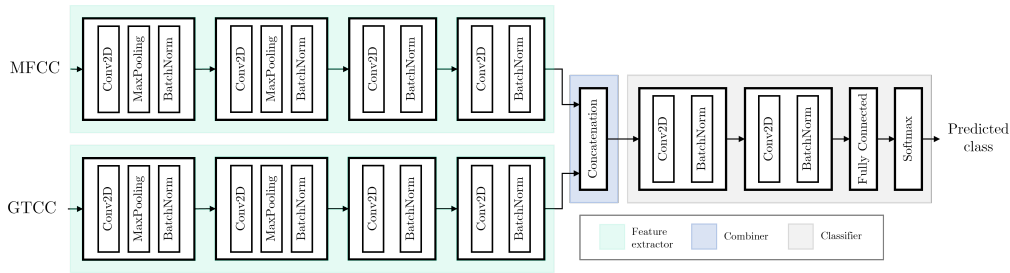 MFCC
Conv2D
MaxPooling
BatchNorm
Conv2D
MaxPooling
BatchNorm
Conv2D
BatchNorm
Conv2D
BatchNorm
GTCC
Conv2D
MaxPooling
BatchNorm
Conv2D
MaxPooling
BatchNorm
Conv2D
BatchNorm
Conv2D
BatchNorm
Concatenation
Conv2D
BatchNorm
Conv2D
BatchNorm
Fully Connected
Softmax
Predicted
class
Feature
extractor
Combiner
Classifier